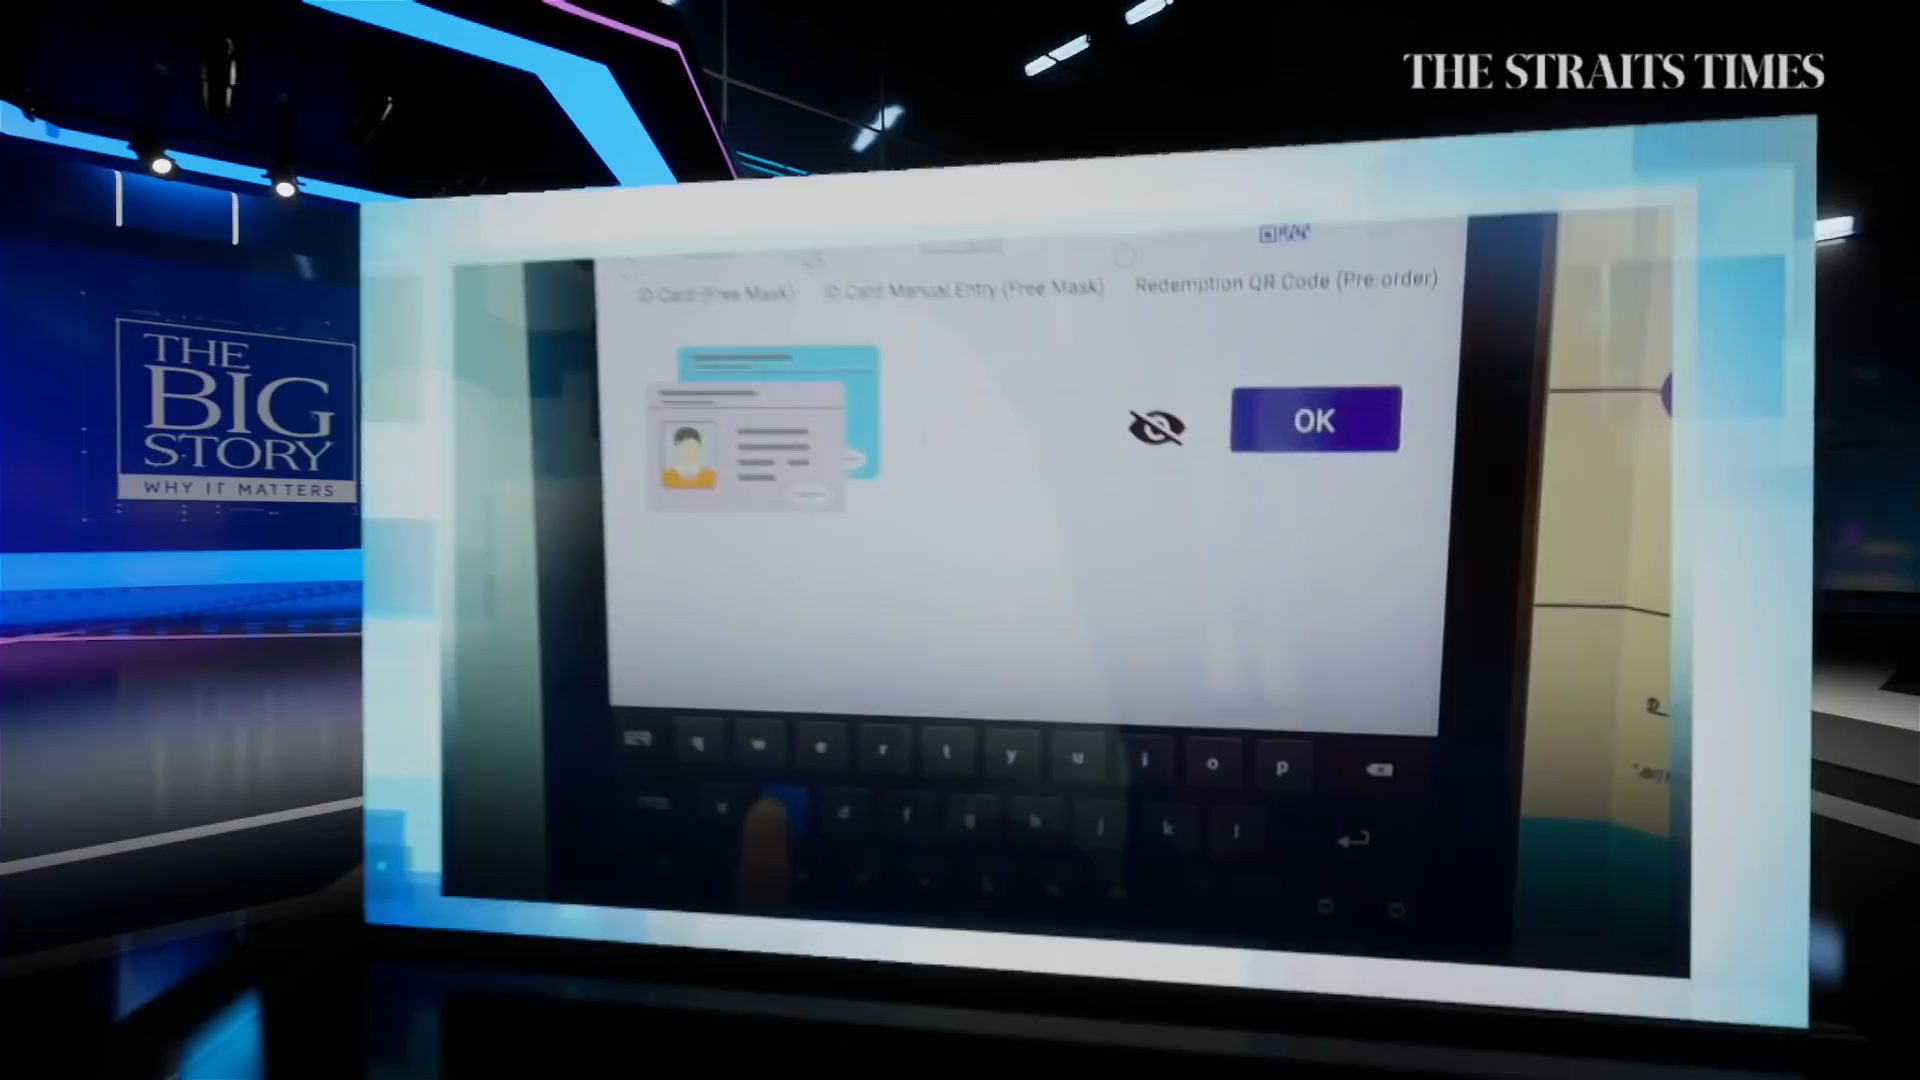 THE STRAITS TIMES
THE
BIG
STORY
WHY IT MATTERS
ID Card (Free Mask)
ID Card Manual Entry (Free Mask)
Redemption QR Code (Pre-order)
OK
q w e r t y u i o p
a d f g h j k l